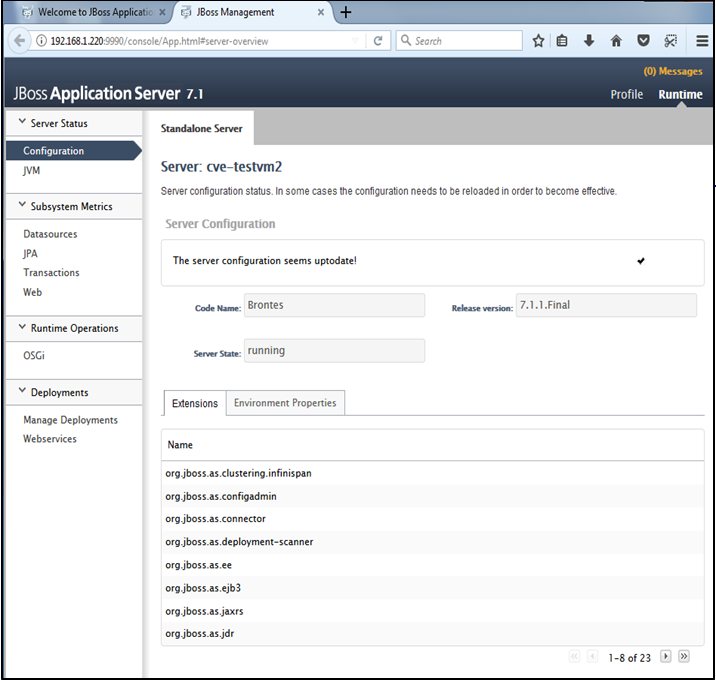 Welcome to JBoss Applicatio
JBoss Management
192.168.1.220:9990/console/App.html#server-overview
Search
(0) Messages
JBoss Application Server 7.1
Profile
Runtime
Server Status
Configuration
JVM
Subsystem Metrics
Datasources
JPA
Transactions
Web
Runtime Operations
OSGi
Deployments
Manage Deployments
Webservices
Standalone Server
Server: cve-testvm2
Server configuration status. In some cases the configuration needs to be reloaded in order to become effective.
Server Configuration
The server configuration seems uptodate!
Code Name: Brontes
Release version: 7.1.1.Final
Server State: running
Extensions
Environment Properties
Name
org.jboss.as.clustering.infinispan
org.jboss.as.configadmin
org.jboss.as.connector
org.jboss.as.deployment-scanner
org.jboss.as.ee
org.jboss.as.ejb3
org.jboss.as.jaxrs
org.jboss.as.jdr
1-8 of 23